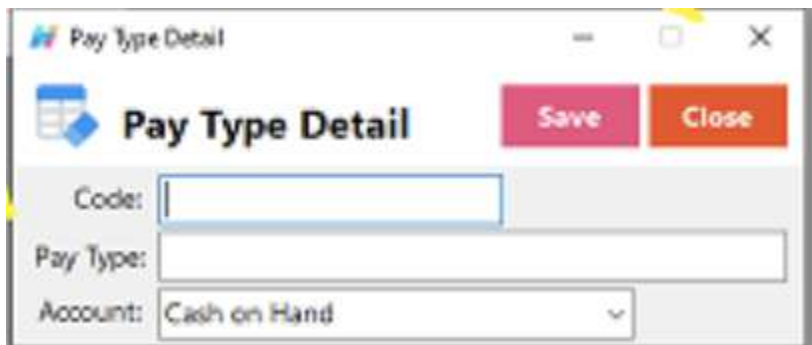 Pay Type Detail
Pay Type Detail Save Close
Code:
Pay Type:
Account: Cash on Hand